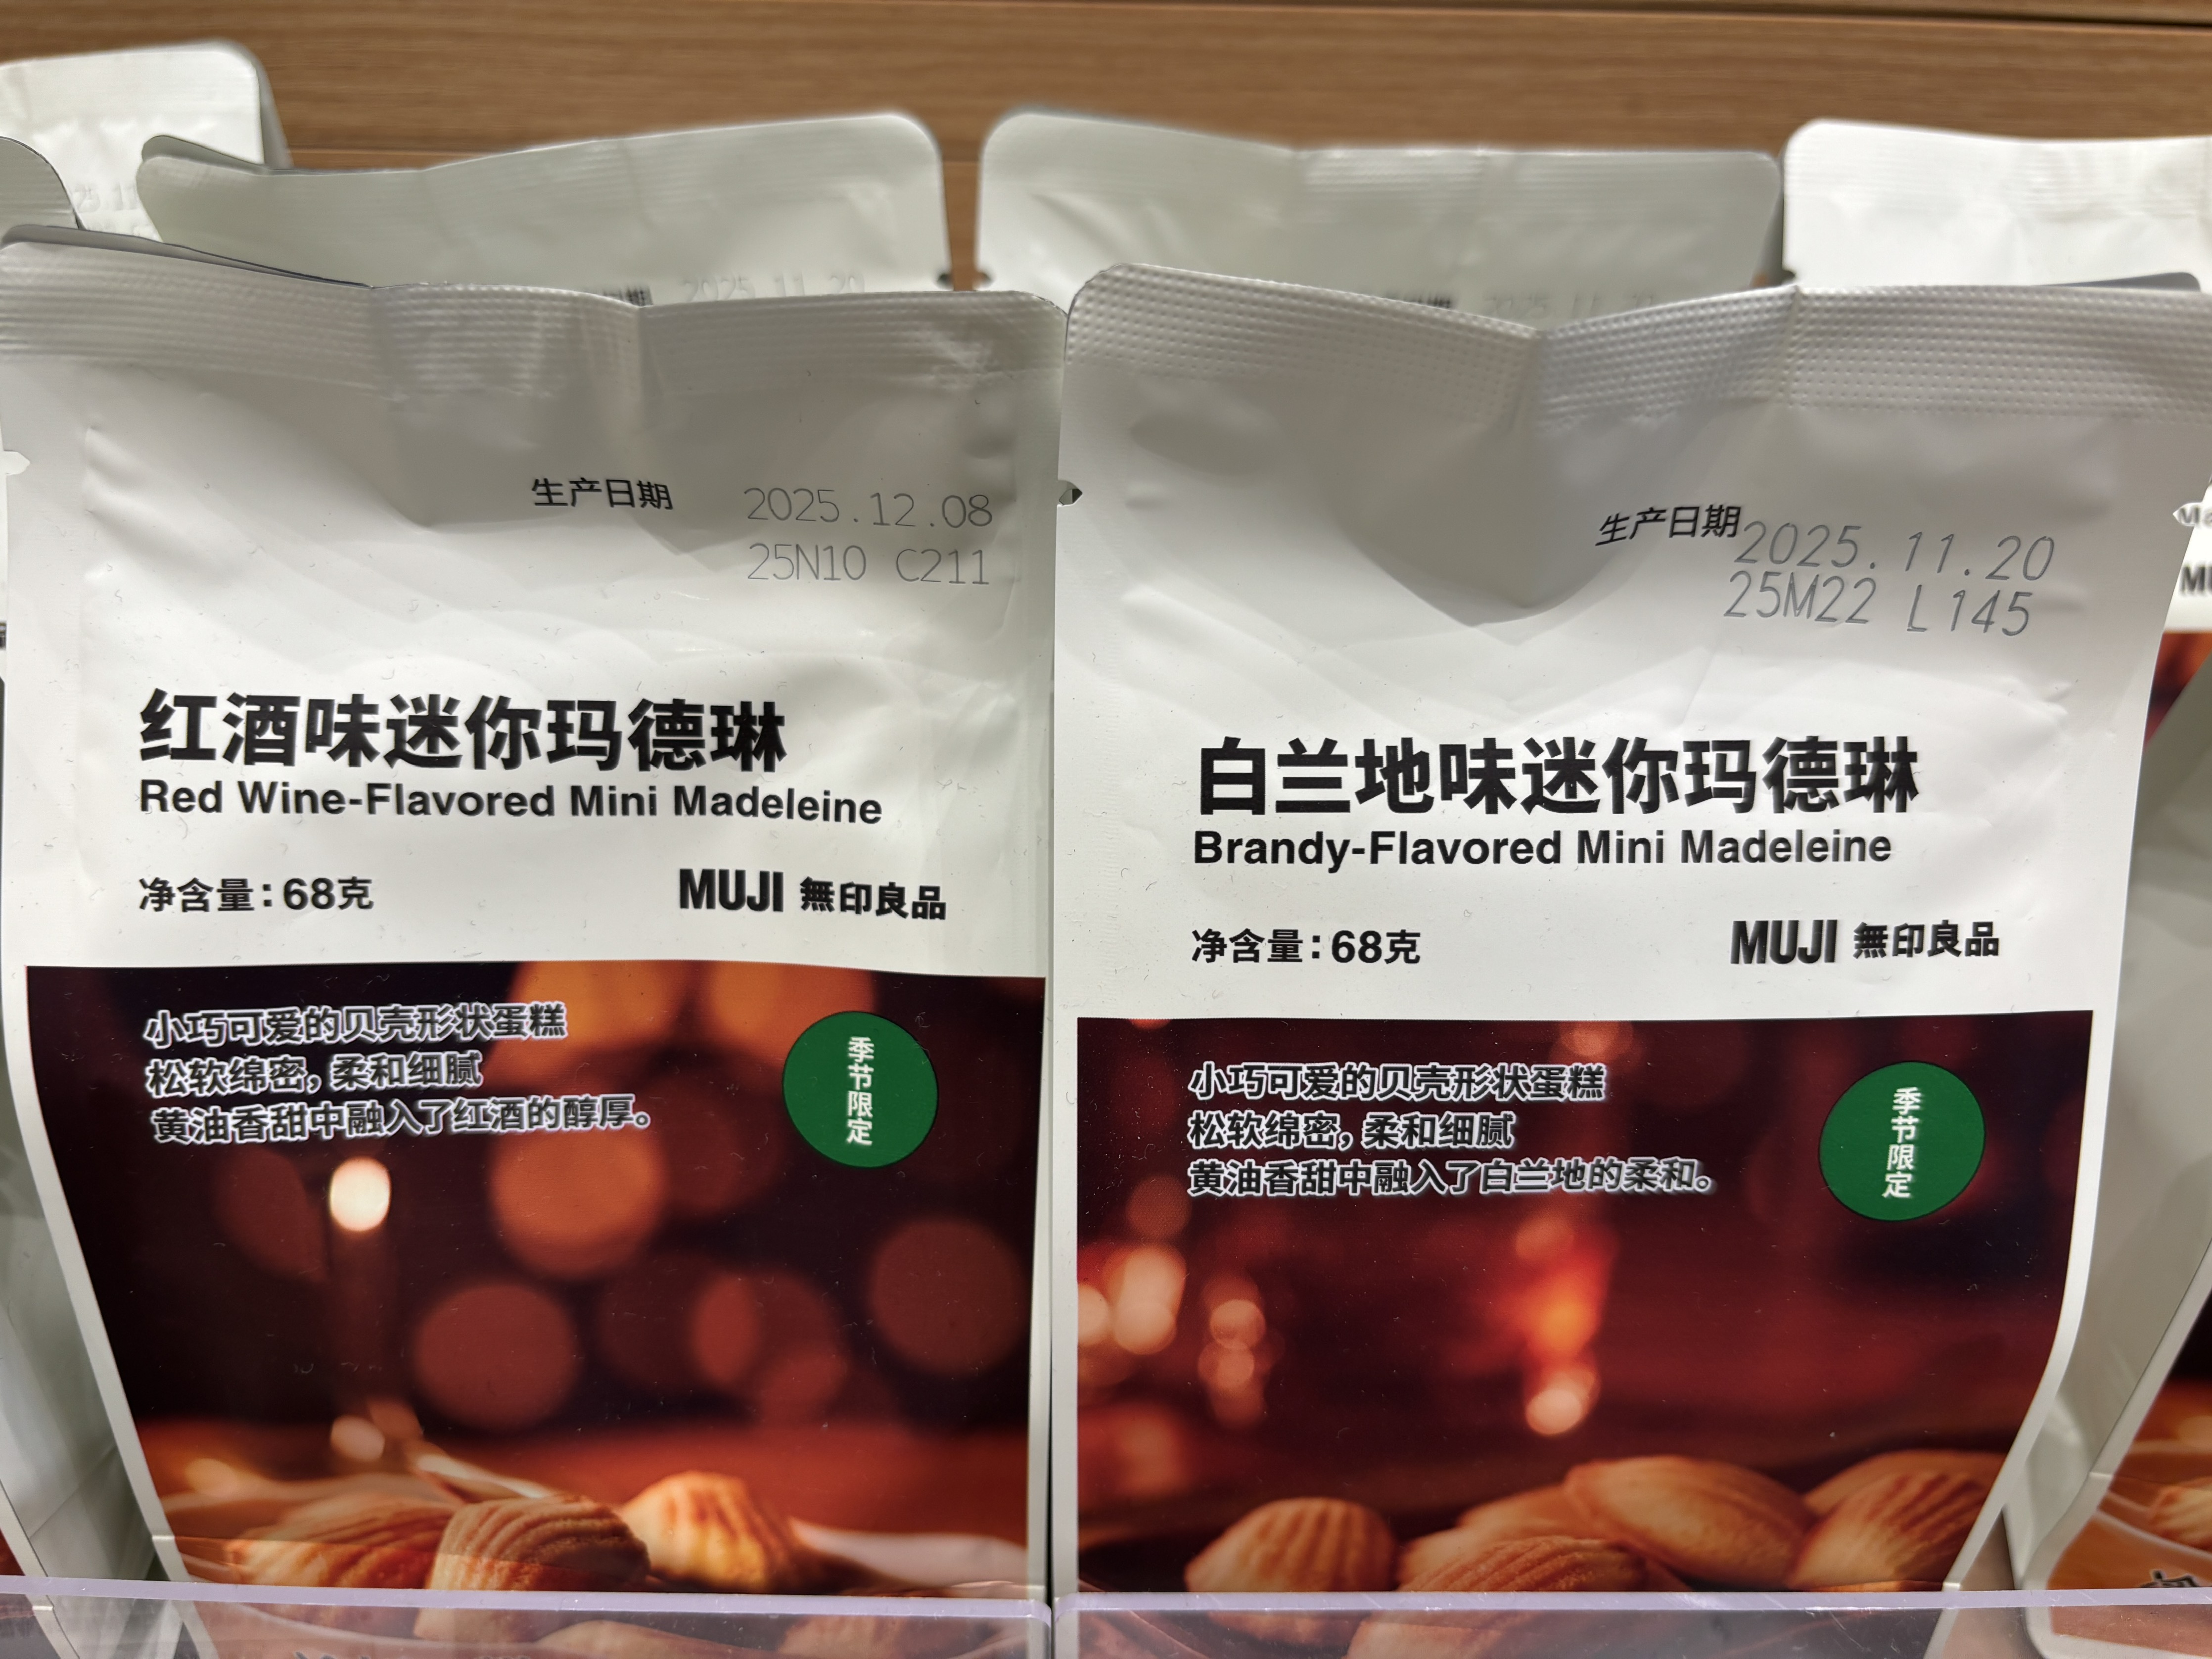 2025.11.20
2025.11.20
生产日期 2025.12.08
25N10 C211
红酒味迷你玛德琳
Red Wine-Flavored Mini Madeleine
净含量:68克 MUJI 無印良品
小巧可爱的贝壳形状蛋糕
松软绵密,柔和细腻
黄油香甜中融入了红酒的醇厚。
季节限定
生产日期 2025.11.20
25M22 L145
白兰地味迷你玛德琳
Brandy-Flavored Mini Madeleine
净含量:68克 MUJI 無印良品
小巧可爱的贝壳形状蛋糕
松软绵密,柔和细腻
黄油香甜中融入了白兰地的柔和。
季节限定